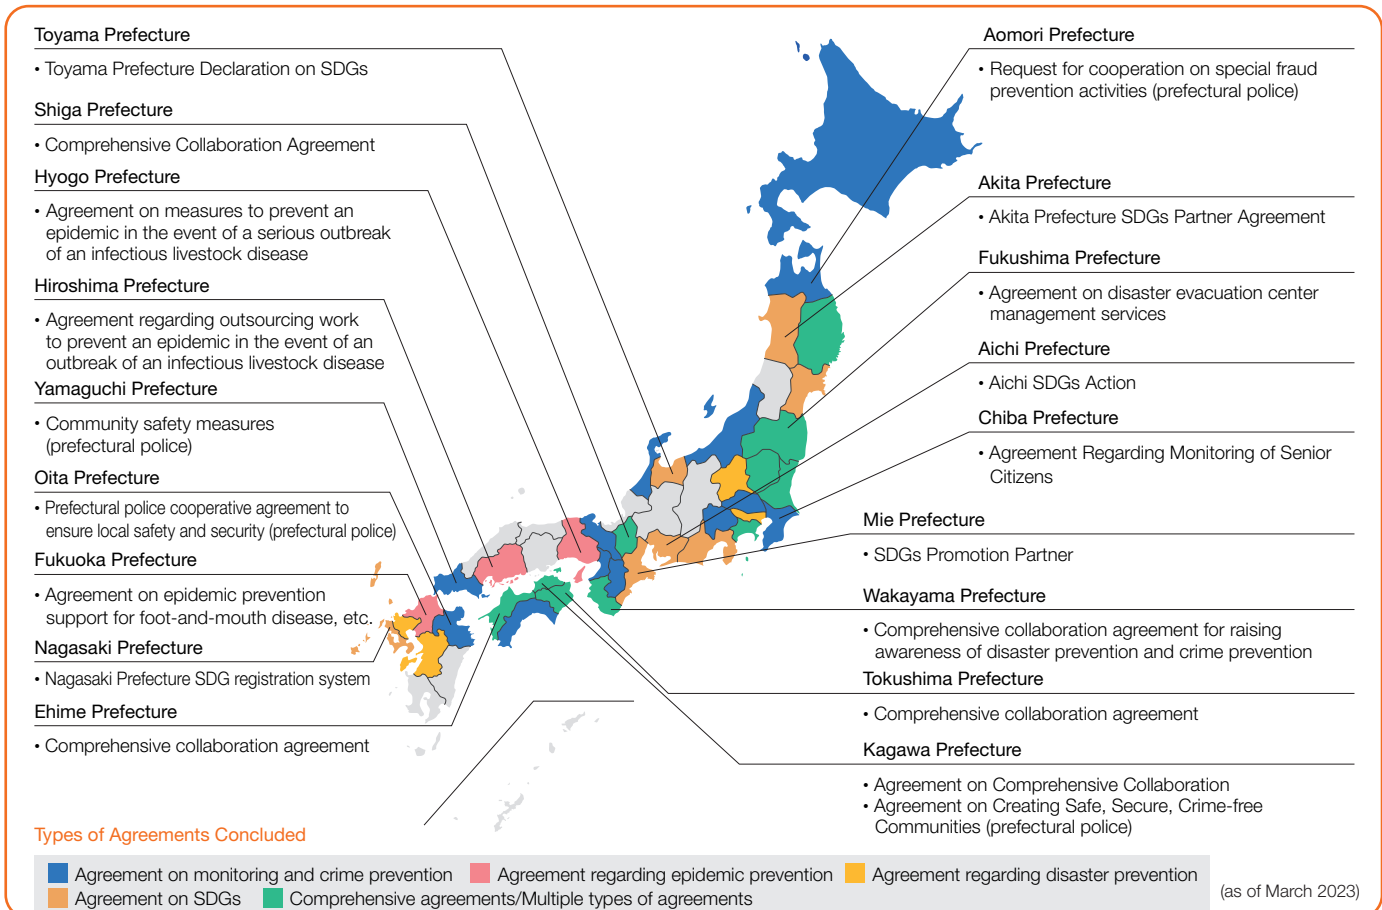 Toyama Prefecture
• Toyama Prefecture Declaration on SDGs
Shiga Prefecture
• Comprehensive Collaboration Agreement
Hyogo Prefecture
• Agreement on measures to prevent an
epidemic in the event of a serious outbreak
of an infectious livestock disease
Hiroshima Prefecture
• Agreement regarding outsourcing work
to prevent an epidemic in the event of an
outbreak of an infectious livestock disease
Yamaguchi Prefecture
• Community safety measures
(prefectural police)
Oita Prefecture
• Prefectural police cooperative agreement to
ensure local safety and security (prefectural police)
Fukuoka Prefecture
• Agreement on epidemic prevention
support for foot-and-mouth disease, etc.
Nagasaki Prefecture
• Nagasaki Prefecture SDG registration system
Ehime Prefecture
• Comprehensive collaboration agreement
Aomori Prefecture
• Request for cooperation on special fraud
prevention activities (prefectural police)
Akita Prefecture
• Akita Prefecture SDGs Partner Agreement
Fukushima Prefecture
• Agreement on disaster evacuation center
management services
Aichi Prefecture
• Aichi SDGs Action
Chiba Prefecture
• Agreement Regarding Monitoring of Senior
Citizens
Mie Prefecture
• SDGs Promotion Partner
Wakayama Prefecture
• Comprehensive collaboration agreement for raising
awareness of disaster prevention and crime prevention
Tokushima Prefecture
• Comprehensive collaboration agreement
Kagawa Prefecture
• Agreement on Comprehensive Collaboration
• Agreement on Creating Safe, Secure, Crime-free
Communities (prefectural police)
Types of Agreements Concluded
Agreement on monitoring and crime prevention
Agreement regarding epidemic prevention
Agreement regarding disaster prevention
Agreement on SDGs
Comprehensive agreements/Multiple types of agreements
(as of March 2023)